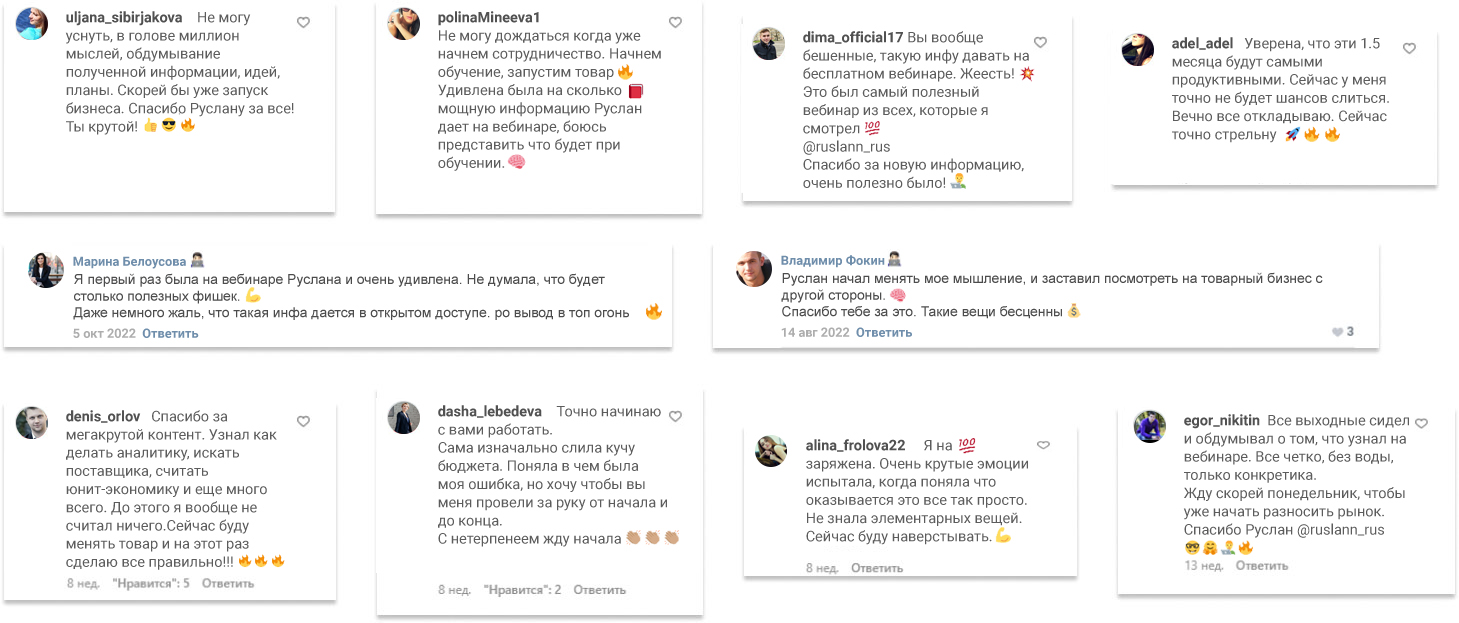 uljana_sibirjakova Не могу
уснуть, в голове миллион
мыслей, обдумывание
полученной информации, идей,
планы. Скорей бы уже запуск
бизнеса. Спасибо Руслану за все!
Ты крутой! 👍😎🔥
polinaMineeva1
Не могу дождаться когда уже
начнем сотрудничество. Начнем
обучение, запустим товар🔥
Удивлена была на сколько 📕
мощную информацию Руслан
дает на вебинаре, боюсь
представить что будет при
обучении.🧠
dima_official17 Вы вообще
бешенные, такую инфу давать на
бесплатном вебинаре. Жеесть! 💥
Это был самый полезный
вебинар из всех, которые я
смотрел 💯
@ruslann_rus
Спасибо за новую информацию,
очень полезно было! 🤽‍♂️
adel_adel Уверена, что эти 1.5
месяца будут самыми
продуктивными. Сейчас у меня
точно не будет шансов слиться.
Вечно все откладываю. Сейчас
точно стрельну 🚀🔥🔥
Марина Белоусова
Я первый раз была на вебинаре Руслана и очень удивлена. Не думала, что будет
столько полезных фишек. 💪
Даже немного жаль, что такая инфа дается в открытом доступе. ро вывод в топ огонь 🔥
5 окт 2022 Ответить
Владимир Фокин
Руслан начал менять мое мышление, и заставил посмотреть на товарный бизнес с
другой стороны. 🧠
Спасибо тебе за это. Такие вещи бесценны 💰
14 авг 2022 Ответить 3
denis_orlov Спасибо за
мегакрутой контент. Узнал как
делать аналитику, искать
поставщика, считать
юнит-экономику и еще много
всего. До этого я вообще не
считал ничего.Сейчас буду
менять товар и на этот раз
сделаю все правильно!!! 🔥🔥🔥
8 нед. "Нравится": 5 Ответить
dasha_lebedeva Точно начинаю
с вами работать.
Сама изначально слила кучу
бюджета. Поняла в чем была
моя ошибка, но хочу чтобы вы
меня провели за руку от начала и
до конца.
С нетерпенеем жду начала 👏🏽👏🏽👏🏽
8 нед. "Нравится": 2 Ответить
alina_frolova22 Я на 💯
заряжена. Очень крутые эмоции
испытала, когда поняла что
оказывается это все так просто.
Не знала элементарных вещей.
Сейчас буду наверстывать.💪
8 нед. Ответить
egor_nikitin Все выходные сидел
и обдумывал о том, что узнал на
вебинаре. Все четко, без воды,
только конкретика.
Жду скорей понедельник, чтобы
уже начать разносить рынок.
Спасибо Руслан @ruslann_rus
🤓🤗🤽‍♂️🔥
13 нед. Ответить